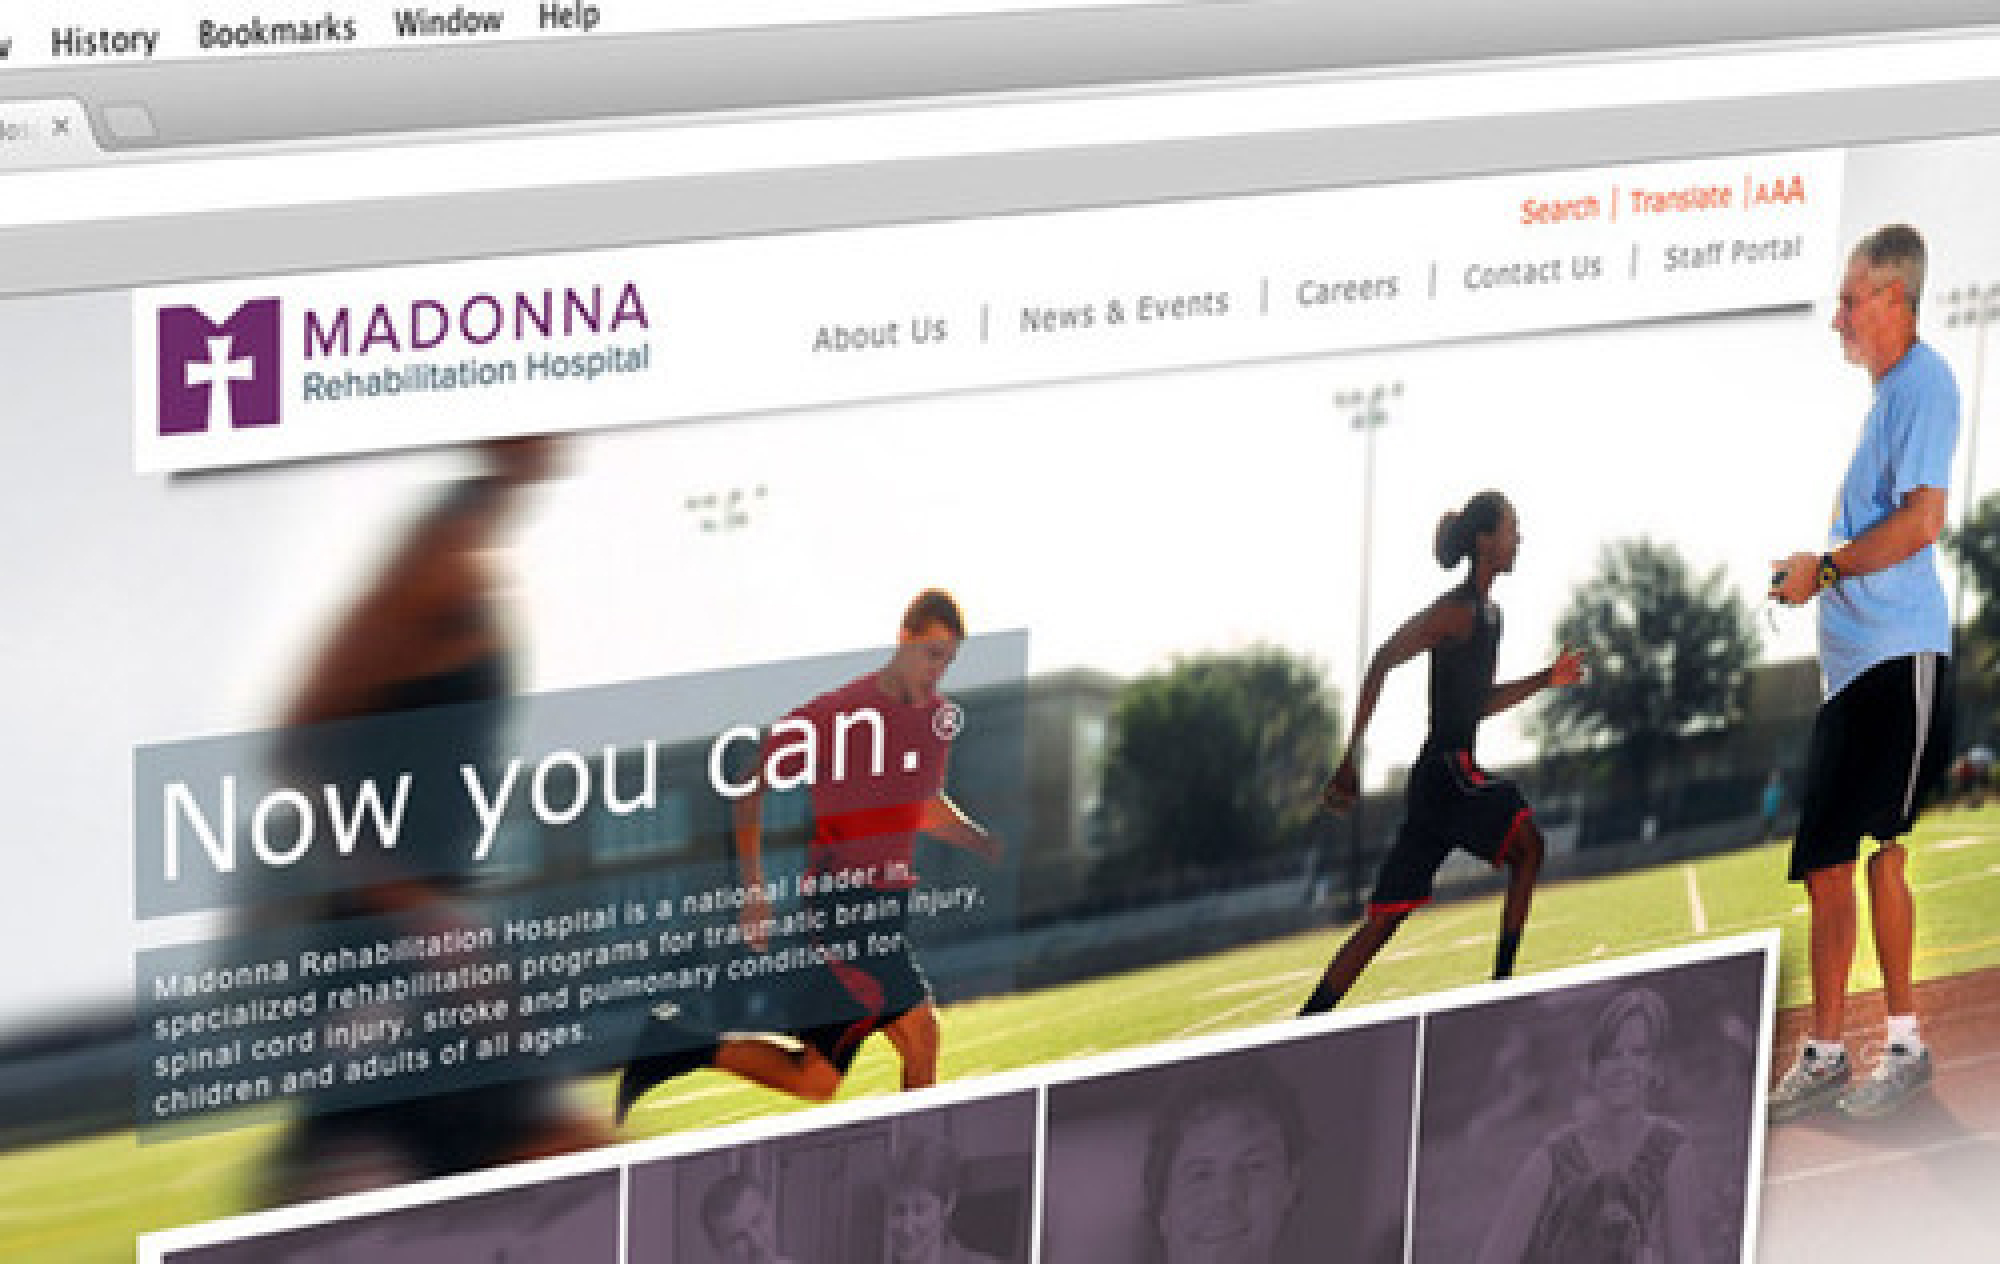 History Bookmarks Window Help
Search | Translate | AAA
MADONNA
Rehabilitation Hospital
About Us | News & Events | Careers | Contact Us | Staff Portal
Now you can.®
Madonna Rehabilitation Hospital is a national leader in
specialized rehabilitation programs for traumatic brain injury,
spinal cord injury, stroke and pulmonary conditions for
children and adults of all ages.